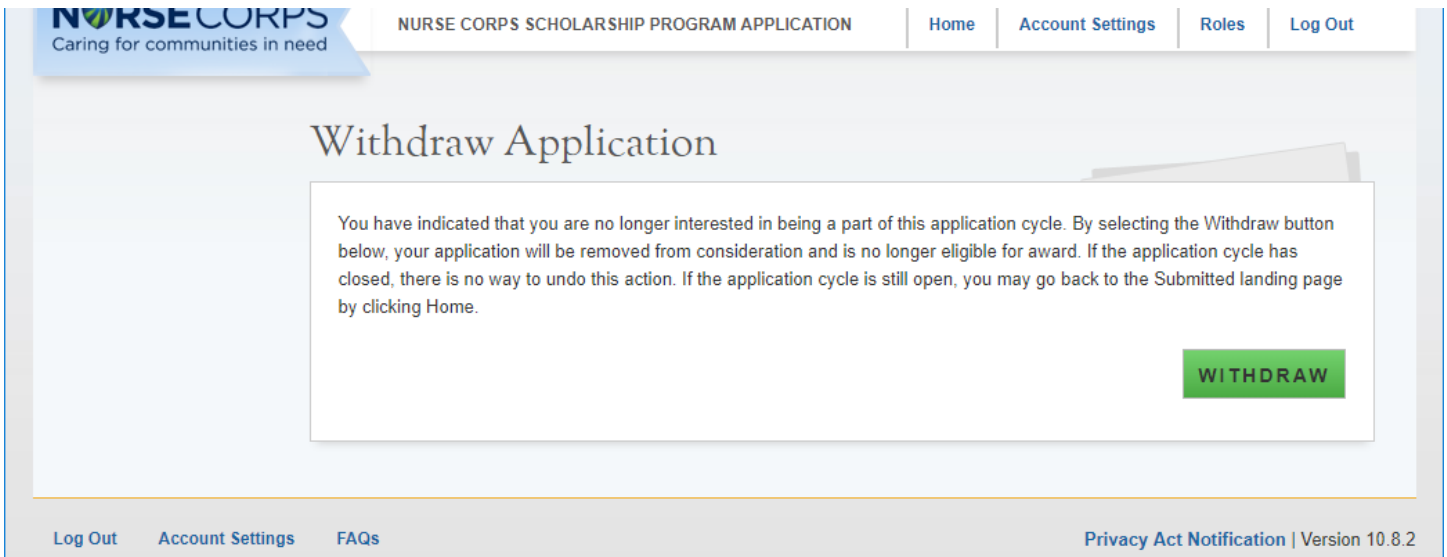 NURSE CORPS
Caring for communities in need
NURSE CORPS SCHOLARSHIP PROGRAM APPLICATION
Home
Account Settings
Roles
Log Out
Withdraw Application
You have indicated that you are no longer interested in being a part of this application cycle. By selecting the Withdraw button
below, your application will be removed from consideration and is no longer eligible for award. If the application cycle has
closed, there is no way to undo this action. If the application cycle is still open, you may go back to the Submitted landing page
by clicking Home.
WITHDRAW
Log Out
Account Settings
FAQs
Privacy Act Notification | Version 10.8.2